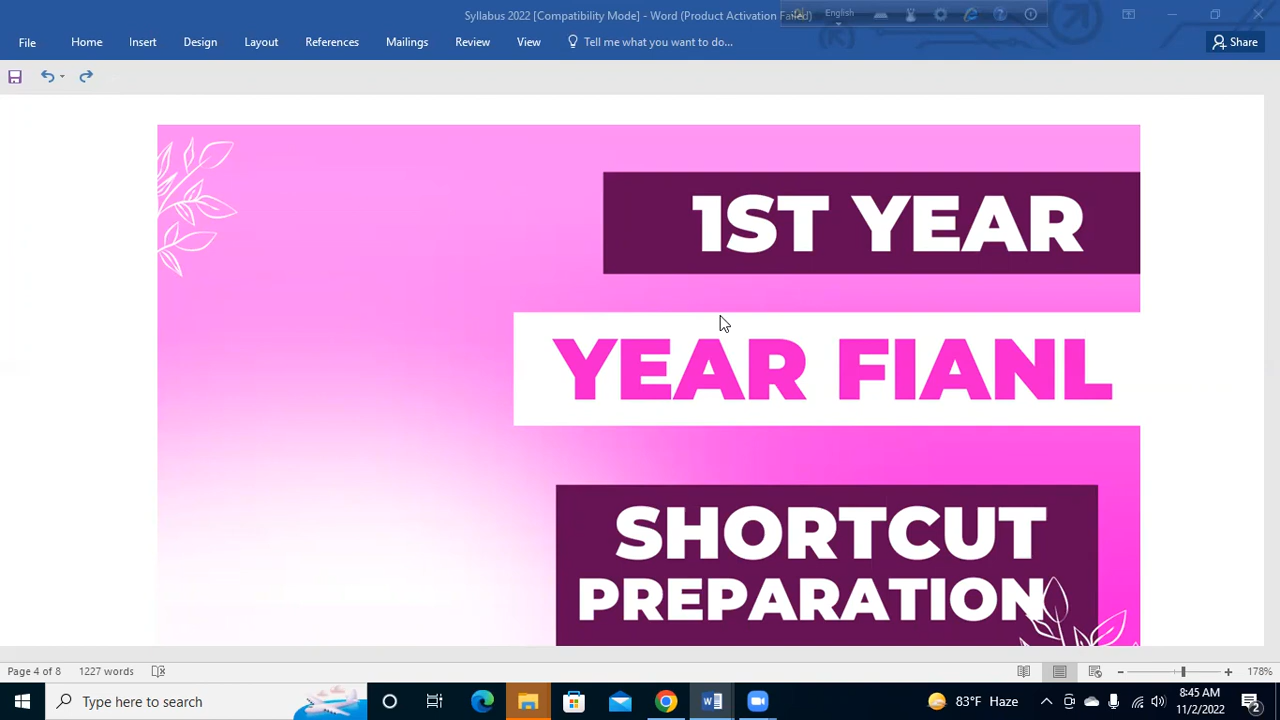 Syllabus 2022 [Compatibility Mode] - Word (Product Activation Failed)
English
File Home Insert Design Layout References Mailings Review View Tell me what you want to do... Share
1ST YEAR
YEAR FIANL
SHORTCUT
PREPARATION
Page 4 of 8 1227 words 178%
Type here to search
83°F Haze
8:45 AM
11/2/2022
2